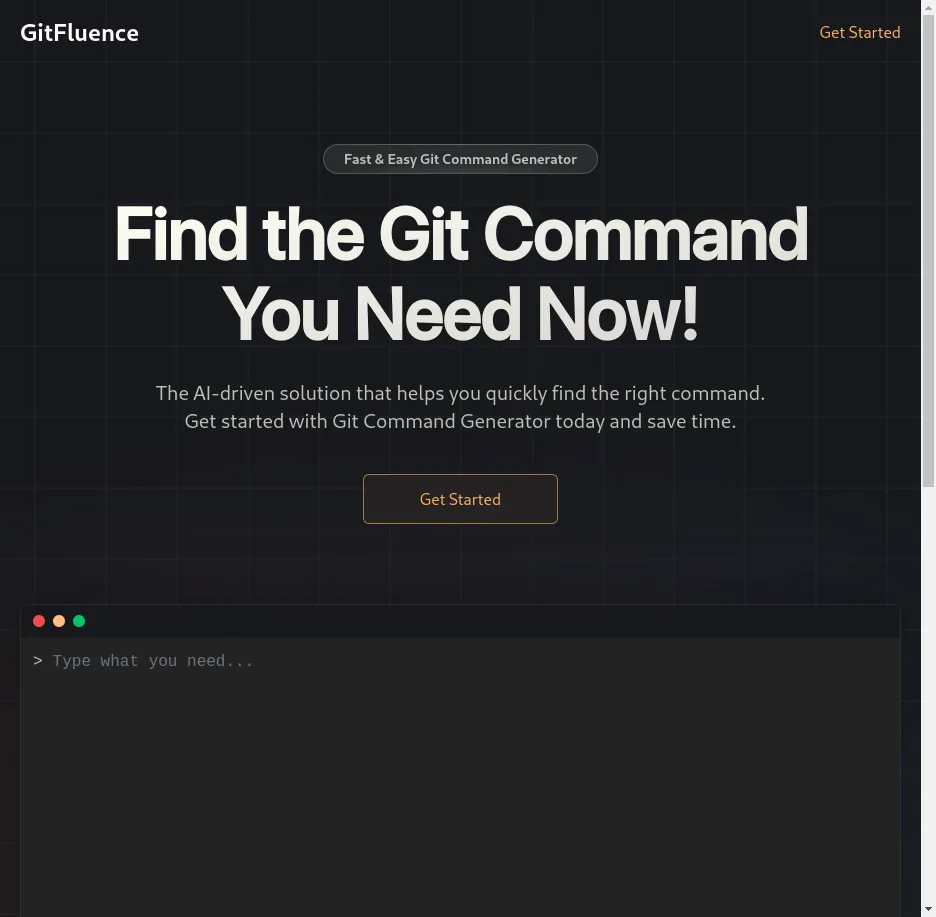 GitFluence
Get Started
Fast & Easy Git Command Generator
Find the Git Command
You Need Now!
The AI-driven solution that helps you quickly find the right command.
Get started with Git Command Generator today and save time.
Get Started
> Type what you need...